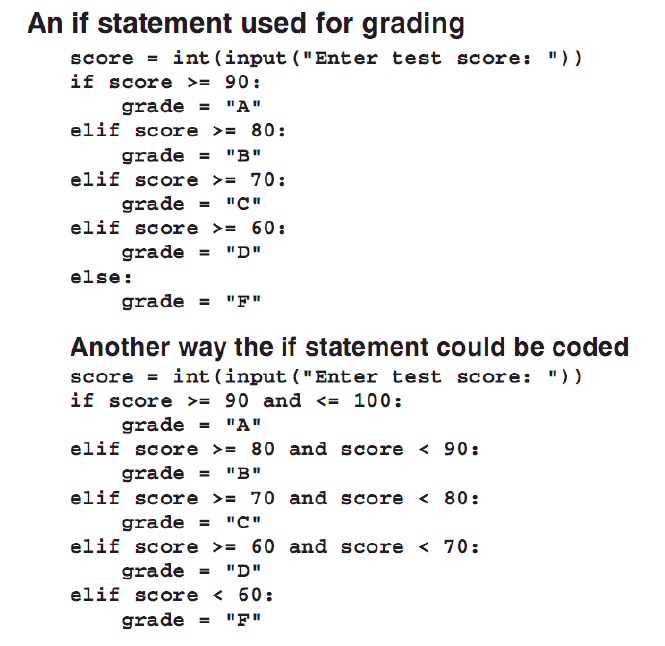 An if statement used for grading
score = int(input("Enter test score: "))
if score >= 90:
    grade = "A"
elif score >= 80:
    grade = "B"
elif score >= 70:
    grade = "C"
elif score >= 60:
    grade = "D"
else:
    grade = "F"
Another way the if statement could be coded
score = int(input("Enter test score: "))
if score >= 90 and <= 100:
    grade = "A"
elif score >= 80 and score < 90:
    grade = "B"
elif score >= 70 and score < 80:
    grade = "C"
elif score >= 60 and score < 70:
    grade = "D"
elif score < 60:
    grade = "F"